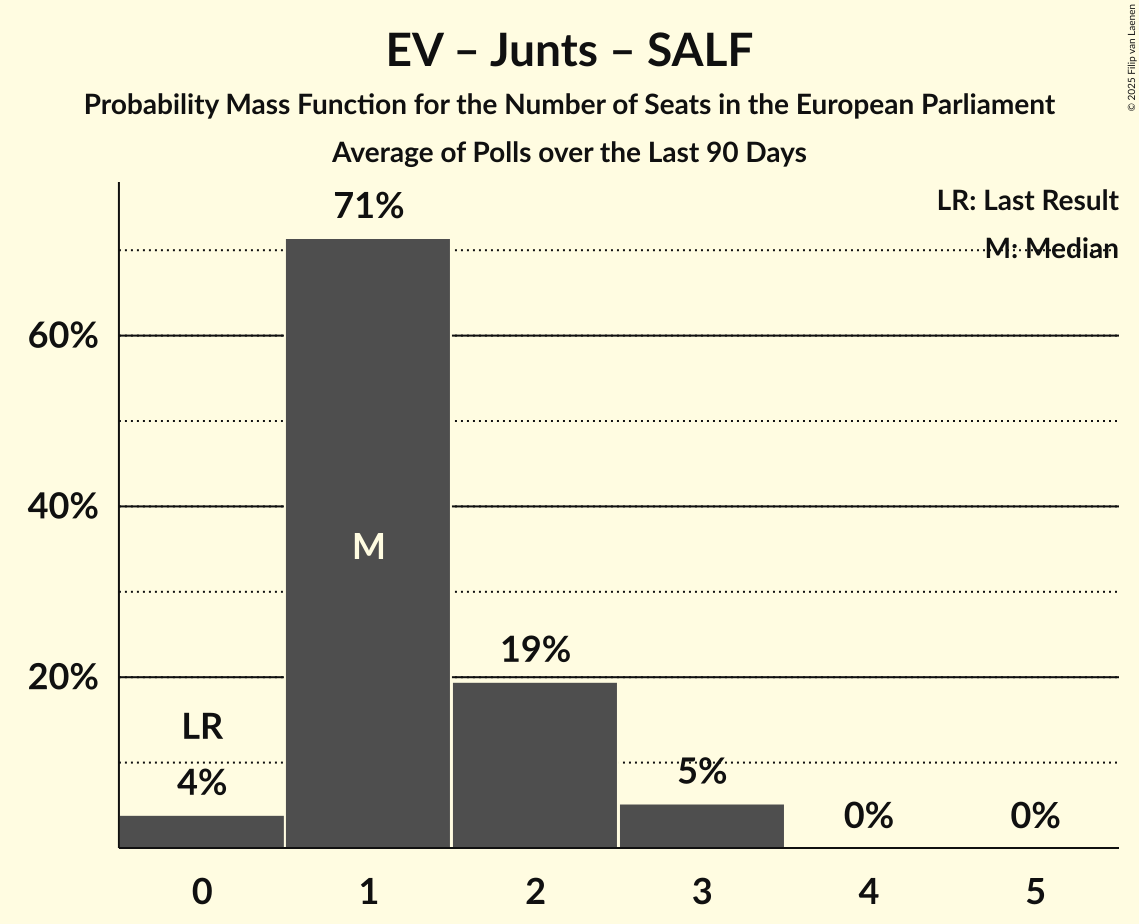 EV – Junts – SALF
Probability Mass Function for the Number of Seats in the European Parliament
Average of Polls over the Last 90 Days
© 2025 Filip van Laenen
LR: Last Result
M: Median
71%
60%
40%
M
19%
20%
LR
4%
5%
0%
0%
0 1 2 3 4 5